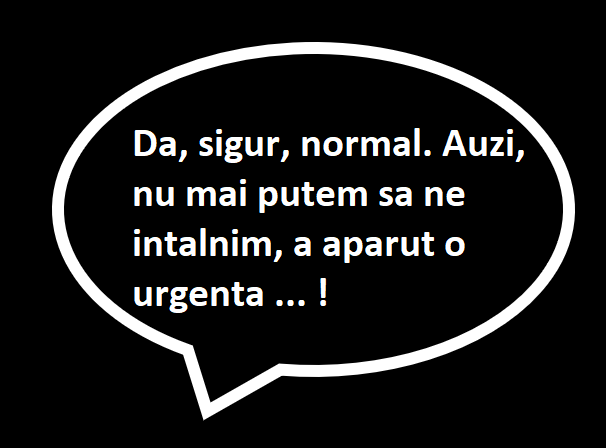 Da, sigur, normal. Auzi,
nu mai putem sa ne
intalnim, a aparut o
urgenta ... !